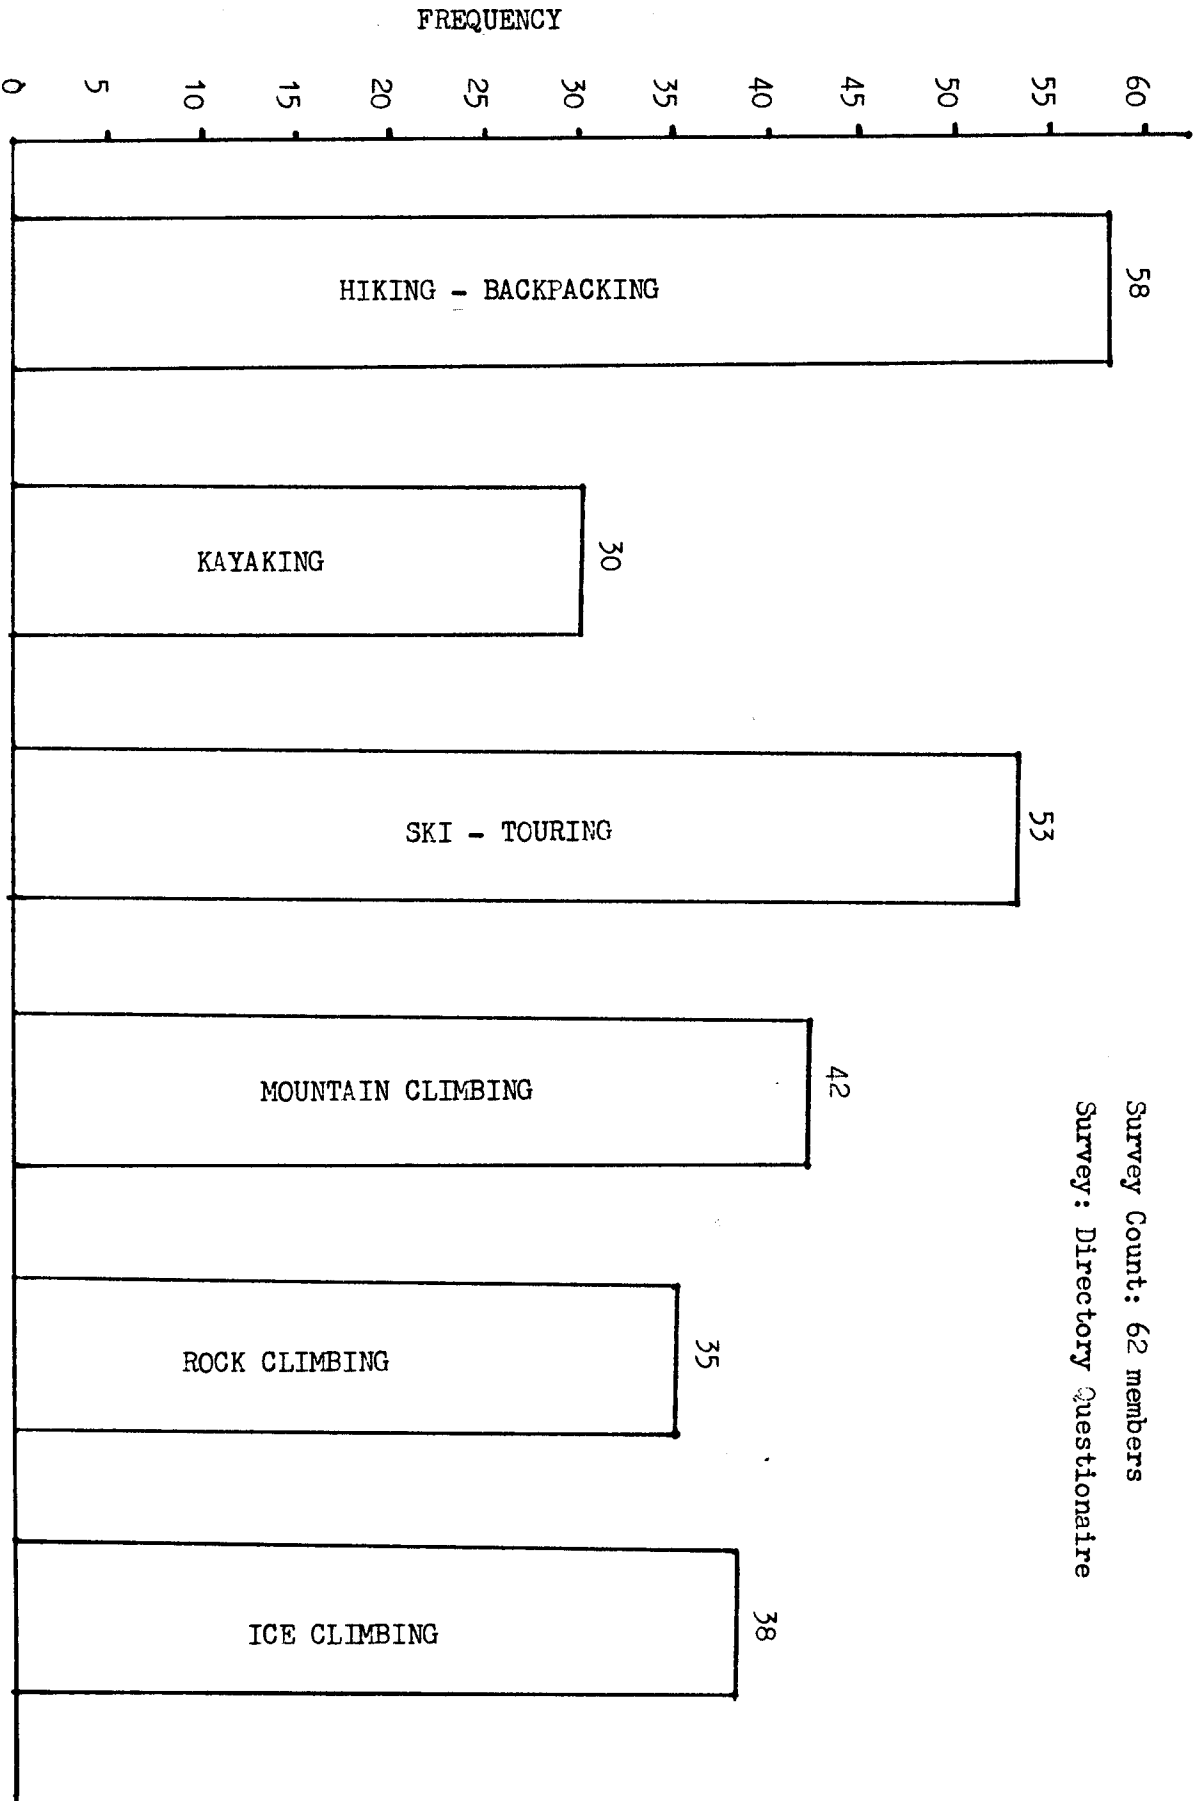 FREQUENCY
0
5
10
15
20
25
30
35
40
45
50
55
60
58
HIKING - BACKPACKING
30
KAYAKING
53
SKI - TOURING
42
MOUNTAIN CLIMBING
35
ROCK CLIMBING
38
ICE CLIMBING
Survey Count: 62 members
Survey: Directory Questionaire